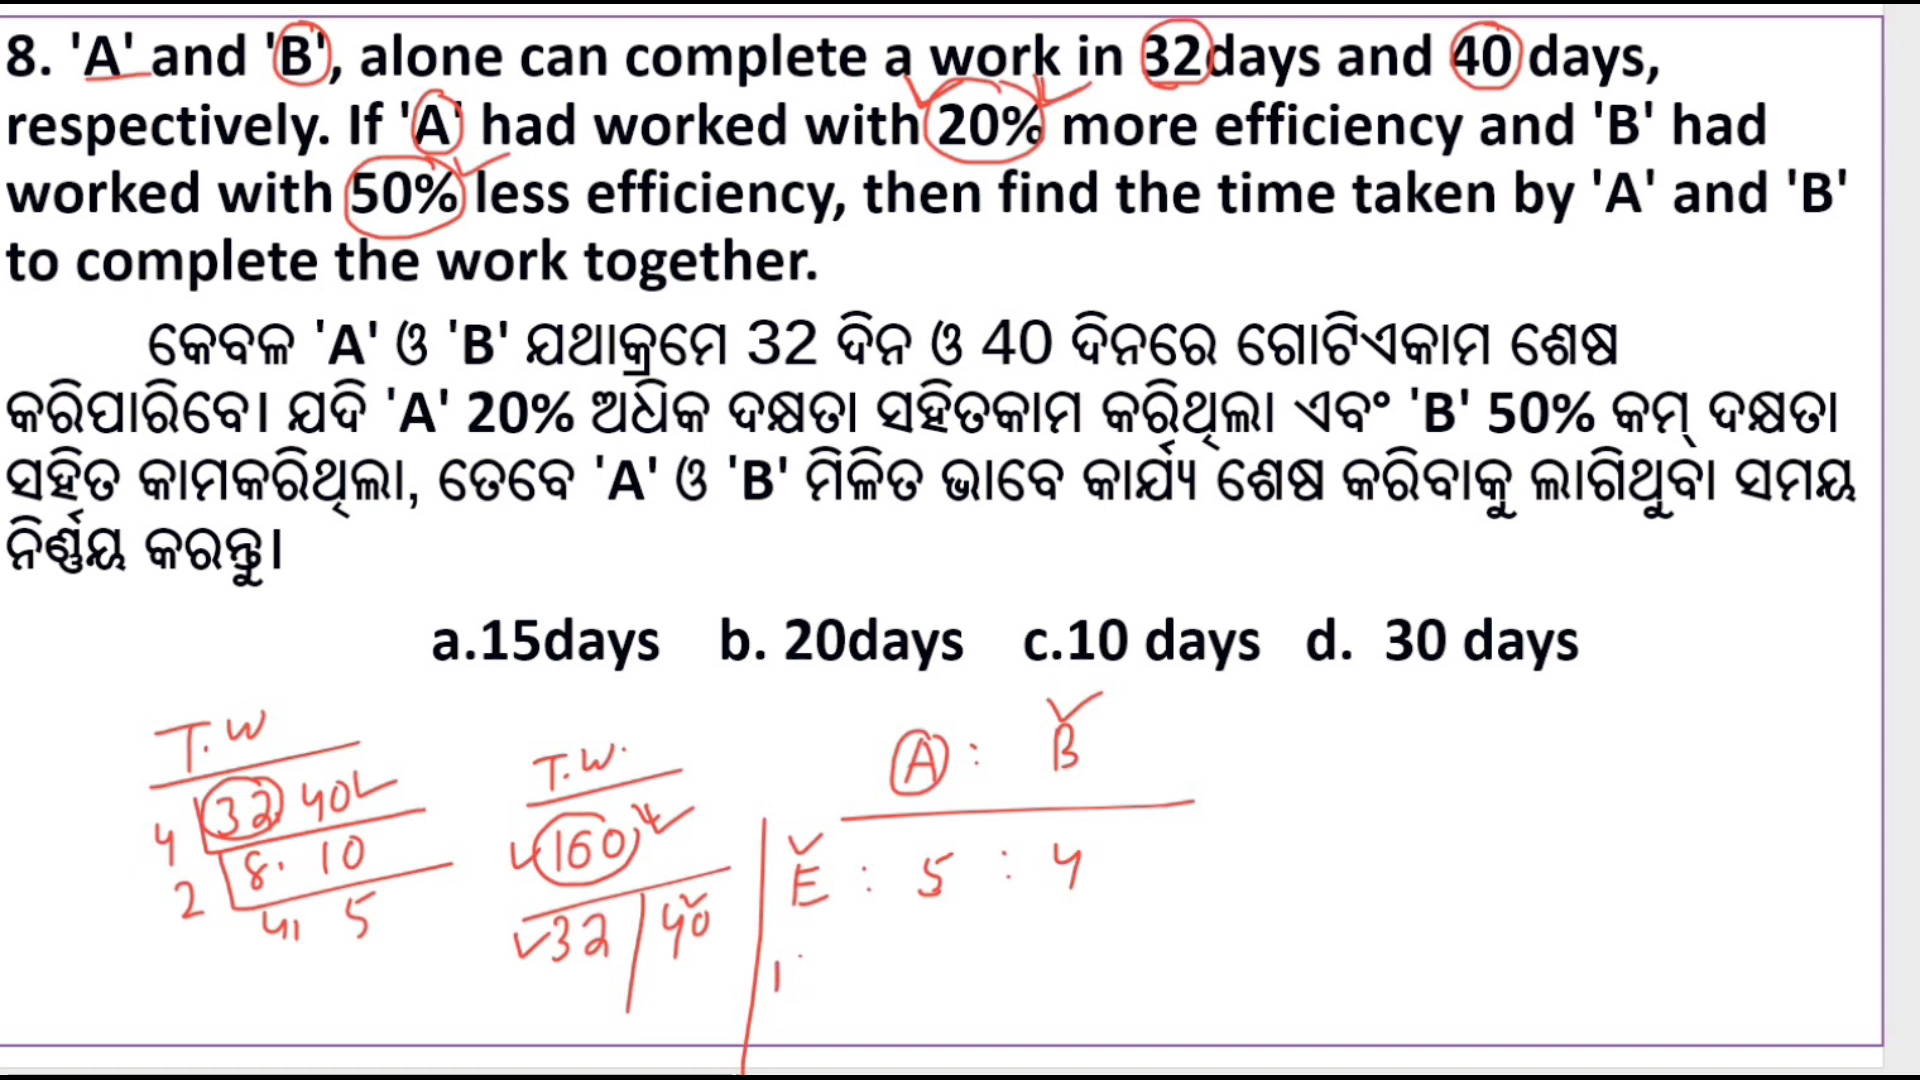 8. 'A' and 'B', alone can complete a work in 32days and 40 days,
respectively. If 'A' had worked with 20% more efficiency and 'B' had
worked with 50% less efficiency, then find the time taken by 'A' and 'B'
to complete the work together.
କେବଳ 'A' ଓ 'B' ଯଥାକ୍ରମେ 32 ଦିନ ଓ 40 ଦିନରେ ଗୋଟିଏକାମ ଶେଷ
କରିପାରିବେ। ଯଦି 'A' 20% ଅଧିକ ଦକ୍ଷତା ସହିତକାମ କରିଥିଲା ଏବଂ 'B' 50% କମ୍ ଦକ୍ଷତା
ସହିତ କାମକରିଥିଲା, ତେବେ 'A' ଓ 'B' ମିଳିତ ଭାବେ କାର୍ଯ୍ୟ ଶେଷ କରିବାକୁ ଲାଗିଥିବା ସମୟ
ନିର୍ଣ୍ଣୟ କରନ୍ତୁ।
a.15days b. 20days c.10 days d. 30 days
T.W
4 32 40
2 8. 10
4, 5
T.W.
160
32 40
A : B
E : 5 : 4